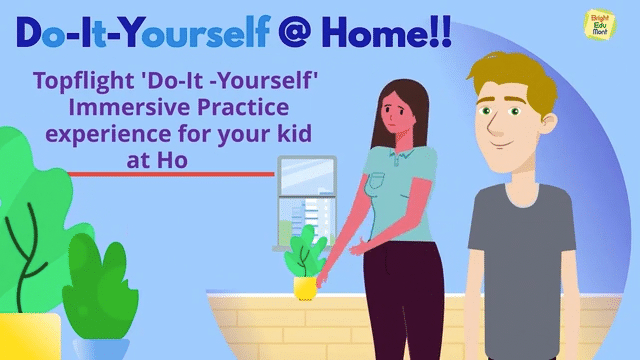 Do-It-Yourself @ Home!!
Bright
Edu
Mont
Topflight 'Do-It -Yourself'
Immersive Practice
experience for your kid
at Ho